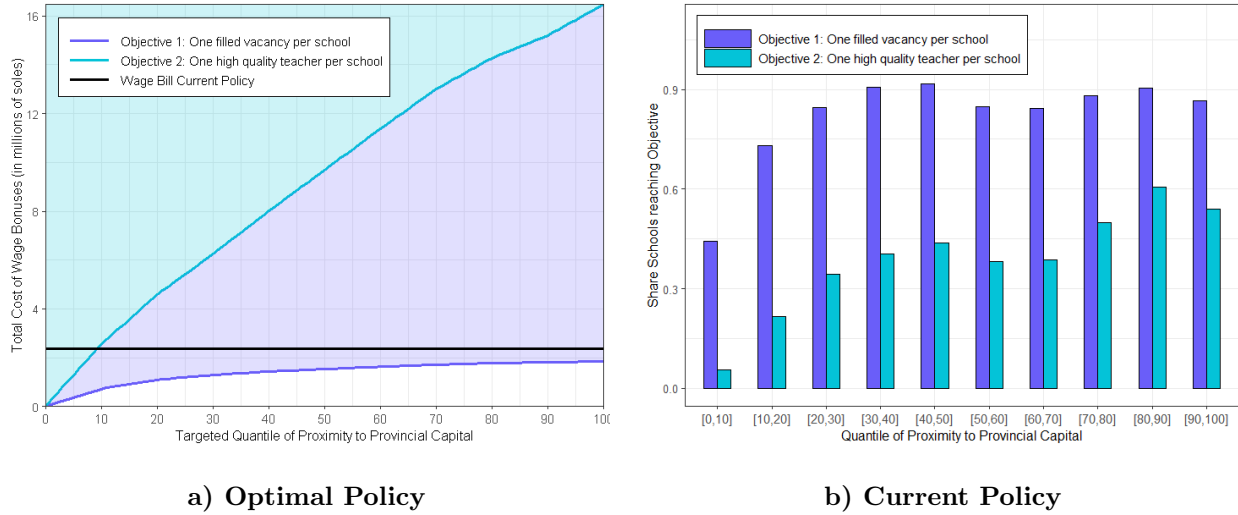 Total Cost of Wage Bonuses (in millions of soles)
16
12
8
4
0
Objective 1: One filled vacancy per school
Objective 2: One high quality teacher per school
Wage Bill Current Policy
0 10 20 30 40 50 60 70 80 90 100
Targeted Quantile of Proximity to Provincial Capital
a) Optimal Policy
Share Schools reaching Objective
0.9
0.6
0.3
0.0
Objective 1: One filled vacancy per school
Objective 2: One high quality teacher per school
[0,10] [10,20] [20,30] [30,40] [40,50] [50,60] [60,70] [70,80] [80,90] [90,100]
Quantile of Proximity to Provincial Capital
b) Current Policy